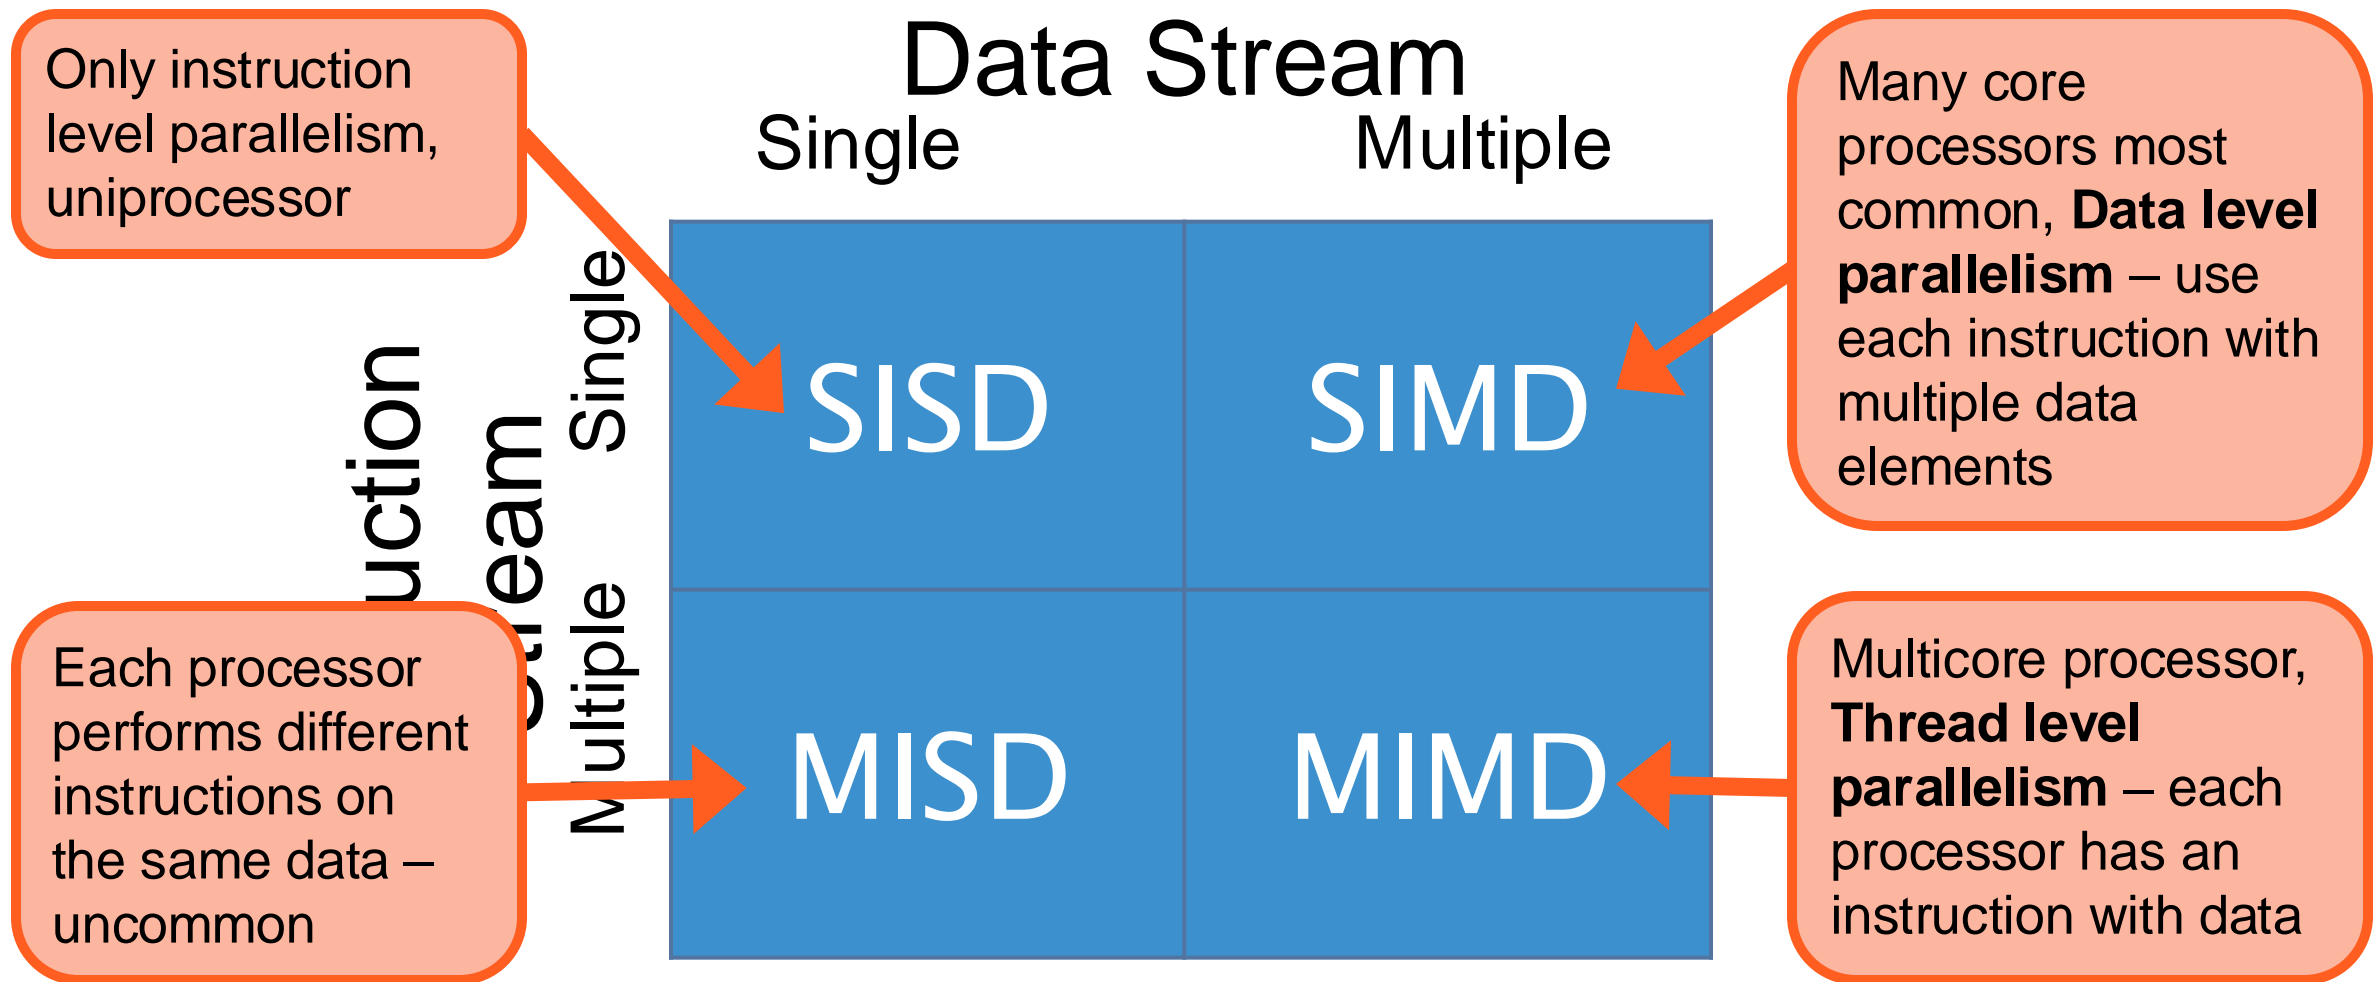 Only instruction
level parallelism,
uniprocessor
Data Stream
Single
Multiple
Many core
processors most
common, Data level
parallelism – use
each instruction with
multiple data
elements
Single
Multiple
SISD
SIMD
MISD
MIMD
Each processor
performs different
instructions on
the same data –
uncommon
Multicore processor,
Thread level
parallelism – each
processor has an
instruction with data